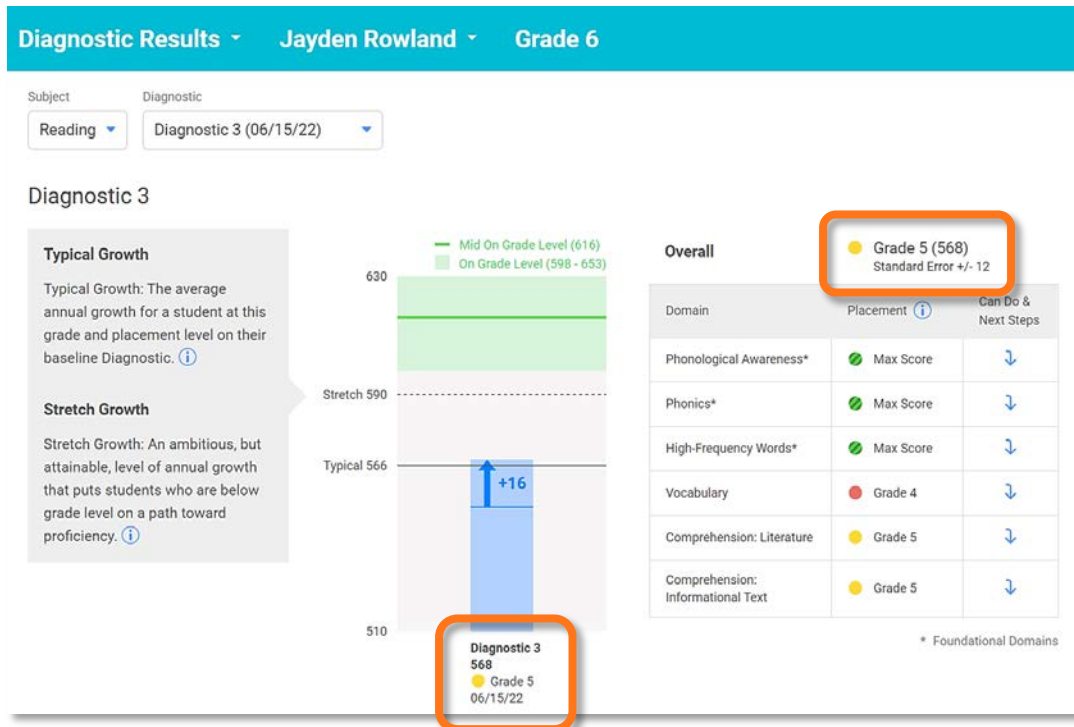 Diagnostic Results Jayden Rowland Grade 6
Subject Diagnostic
Reading Diagnostic 3 (06/15/22)
Diagnostic 3
Typical Growth
Typical Growth: The average
annual growth for a student at this
grade and placement level on their
baseline Diagnostic.
Stretch Growth
Stretch Growth: An ambitious, but
attainable, level of annual growth
that puts students who are below
grade level on a path toward
proficiency.
Mid On Grade Level (616)
On Grade Level (598 - 653)
630
Stretch 590
Typical 566
+16
510
Diagnostic 3
568
Grade 5
06/15/22
Overall Grade 5 (568)
Standard Error +/- 12
Domain Placement Can Do &
Next Steps
Phonological Awareness* Max Score
Phonics* Max Score
High-Frequency Words* Max Score
Vocabulary Grade 4
Comprehension: Literature Grade 5
Comprehension:
Informational Text Grade 5
* Foundational Domains